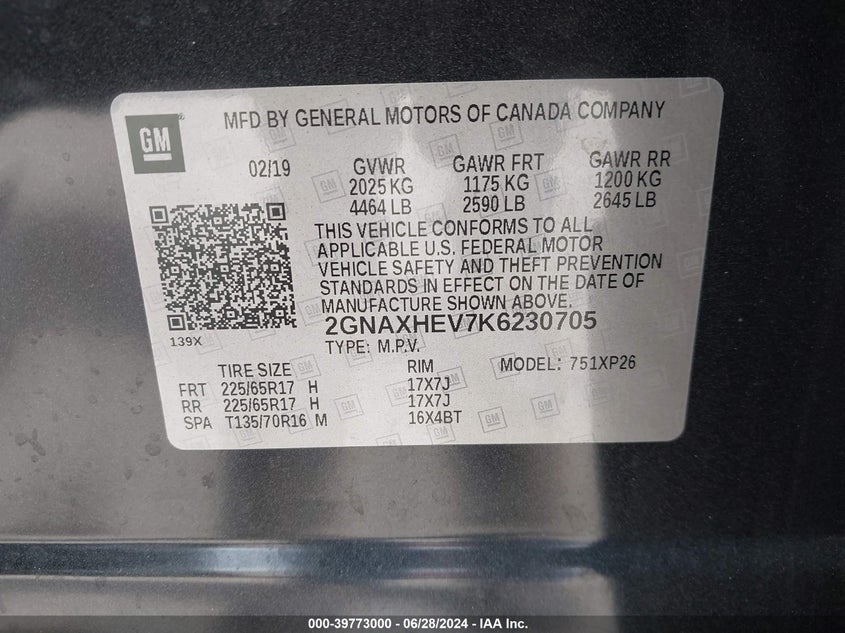 GM
MFD BY GENERAL MOTORS OF CANADA COMPANY
02/19 GVWR GAWR FRT GAWR RR
2025 KG 1175 KG 1200 KG
4464 LB 2590 LB 2645 LB
THIS VEHICLE CONFORMS TO ALL
APPLICABLE U.S. FEDERAL MOTOR
VEHICLE SAFETY AND THEFT PREVENTION
STANDARDS IN EFFECT ON THE DATE OF
MANUFACTURE SHOWN ABOVE.
139X
2GNAXHEV7K6230705
TYPE: M.P.V.
TIRE SIZE RIM MODEL: 751XP26
FRT 225/65R17 H 17X7J
RR 225/65R17 H 17X7J
SPA T135/70R16 M 16X4BT
000-39773000 - 06/28/2024 - IAA Inc.